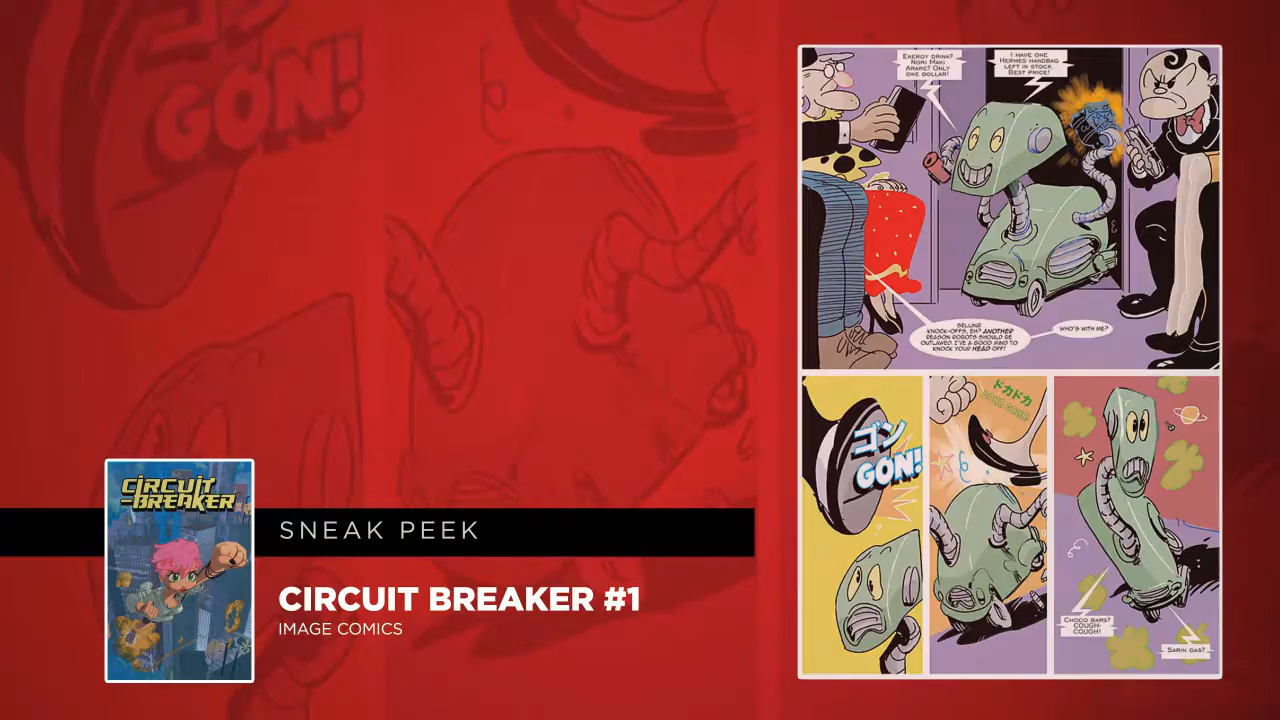 GON!
ENERGY DRINK?
NORI MAKI
ARARE? ONLY
ONE DOLLAR!
I HAVE ONE
HERMES HANDBAG
LEFT IN STOCK.
BEST PRICE!
SELLING
KNOCK-OFFS, EH? ANOTHER
REASON ROBOTS SHOULD BE
OUTLAWED. I'VE A GOOD MIND TO
KNOCK YOUR HEAD OFF!
WHO'S WITH ME?
ゴン
GON!
ドカドカ
CHOCO BARS?
COUGH-
COUGH!
SARIN GAS?
CIRCUIT
-BREAKER
SNEAK PEEK
CIRCUIT BREAKER #1
IMAGE COMICS